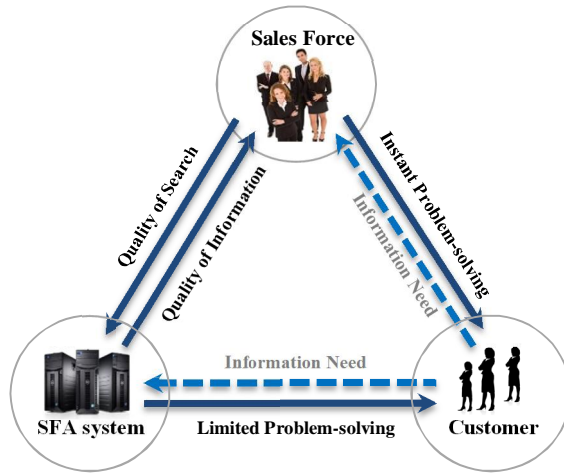 Sales Force
Quality of Search
Quality of Information
Instant Problem-solving
Information Need
Information Need
SFA system
Limited Problem-solving
Customer